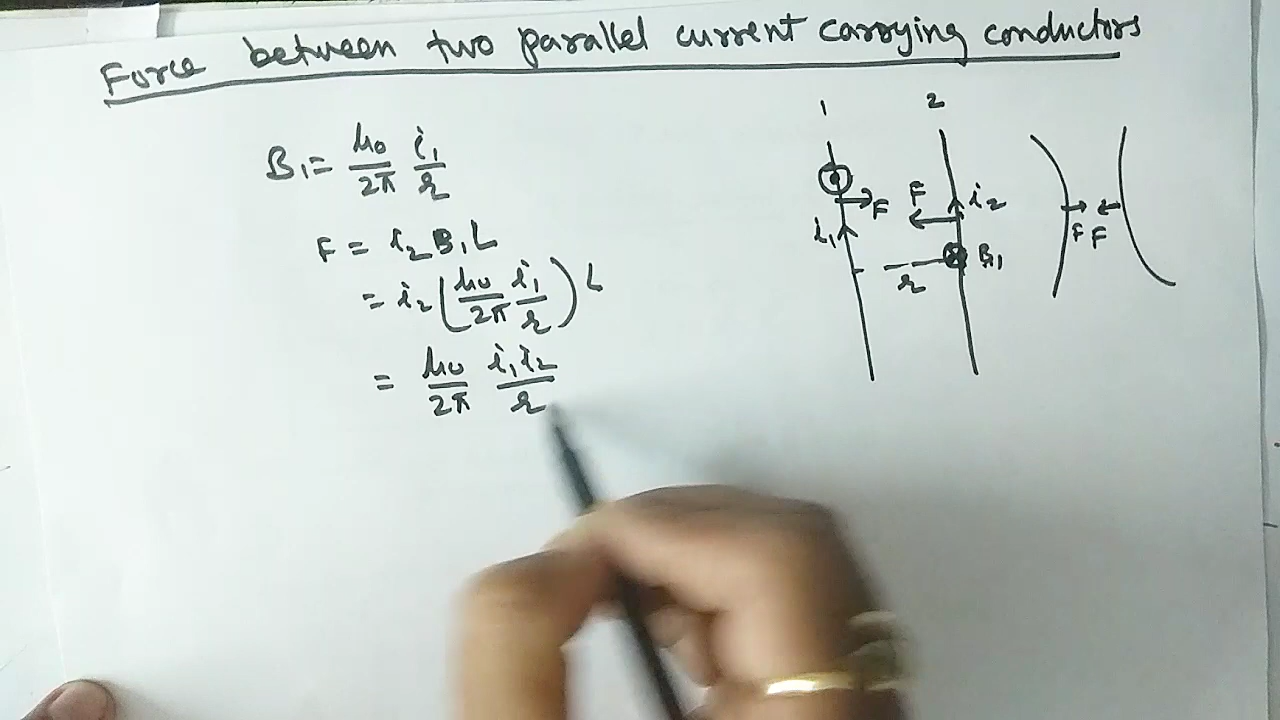 Force between two parallel current carrying conductors
B₁ = μ₀/2π i₁/r
F = i₂ B₁ L
= i₂ (μ₀/2π i₁/r) L
= μ₀/2π i₁i₂/r
1 2
F F i₂
i₁ B₁
r
F F